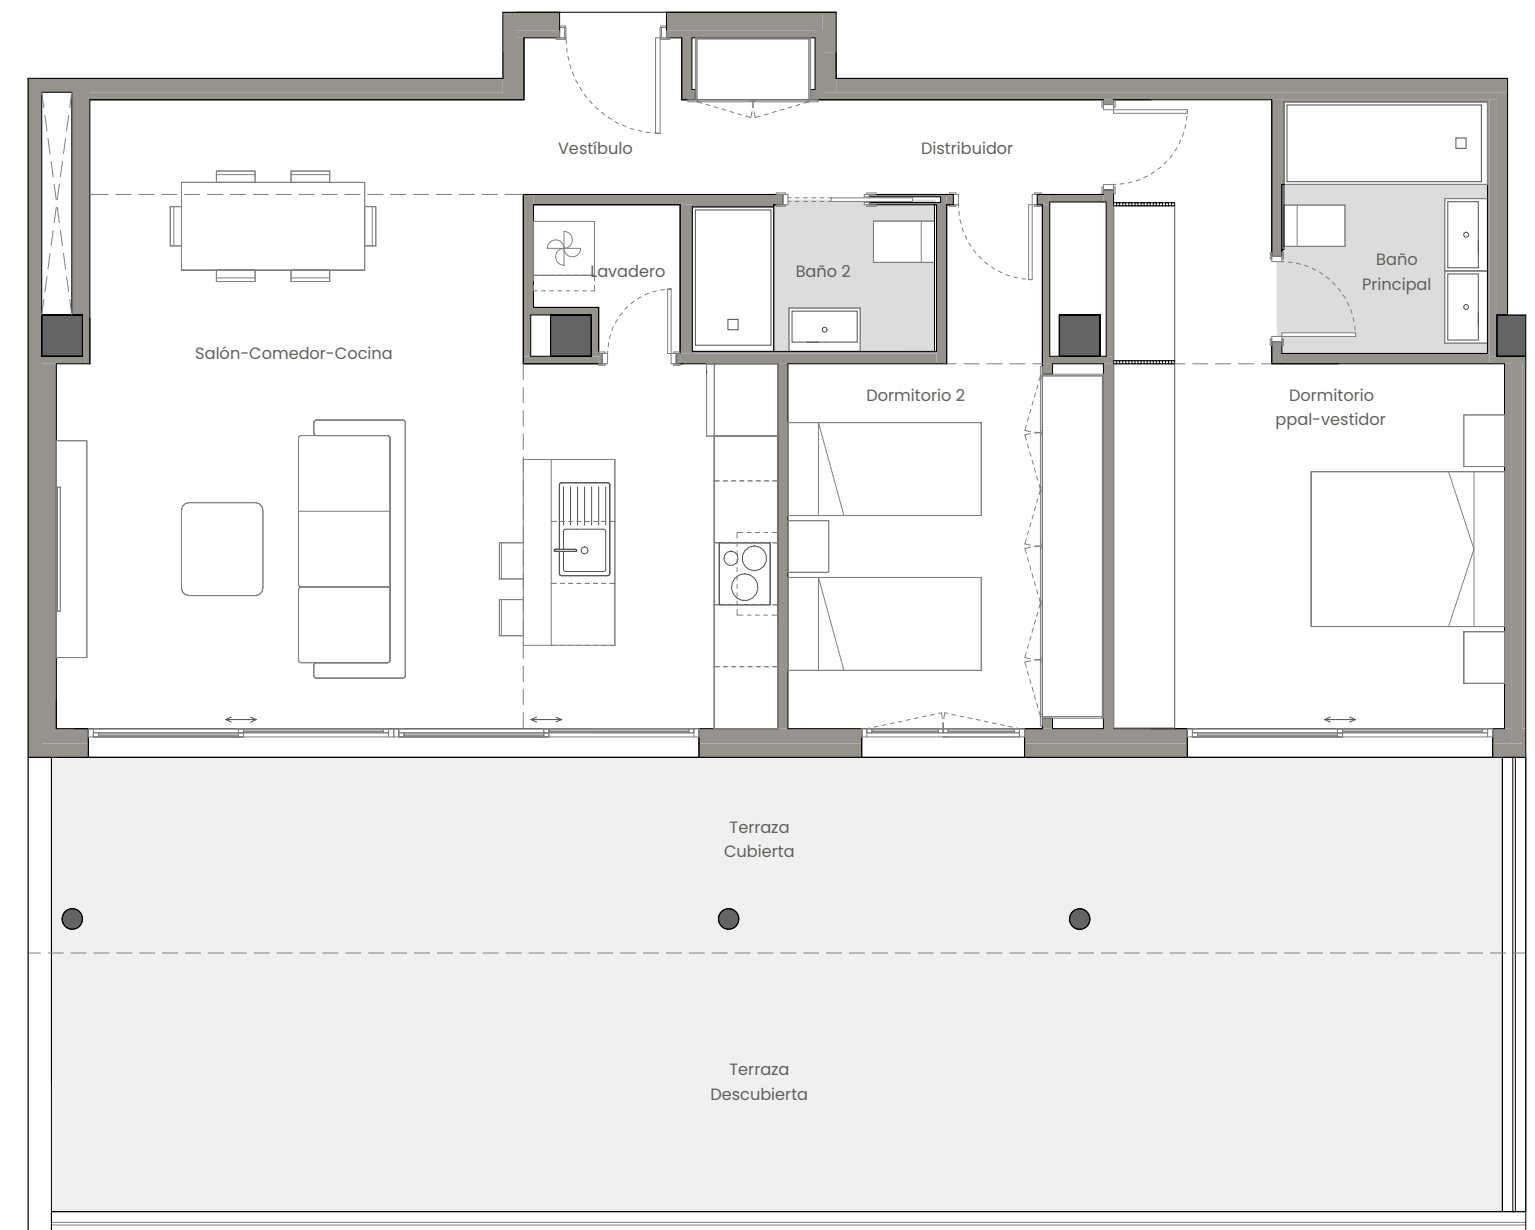 Vestíbulo
Distribuidor
Lavadero
Baño 2
Baño
Principal
Salón-Comedor-Cocina
Dormitorio 2
Dormitorio
ppal-vestidor
Terraza
Cubierta
Terraza
Descubierta